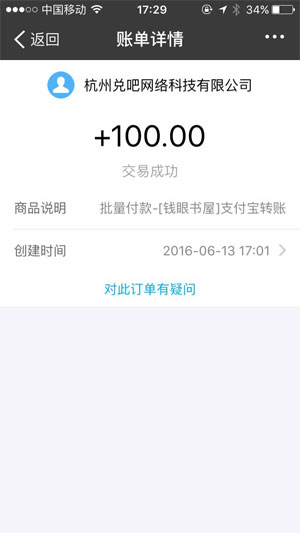 中国移动 17:29 34%
返回 账单详情
杭州兑吧网络科技有限公司
+100.00
交易成功
商品说明 批量付款-[钱眼书屋]支付宝转账
创建时间 2016-06-13 17:01
对此订单有疑问